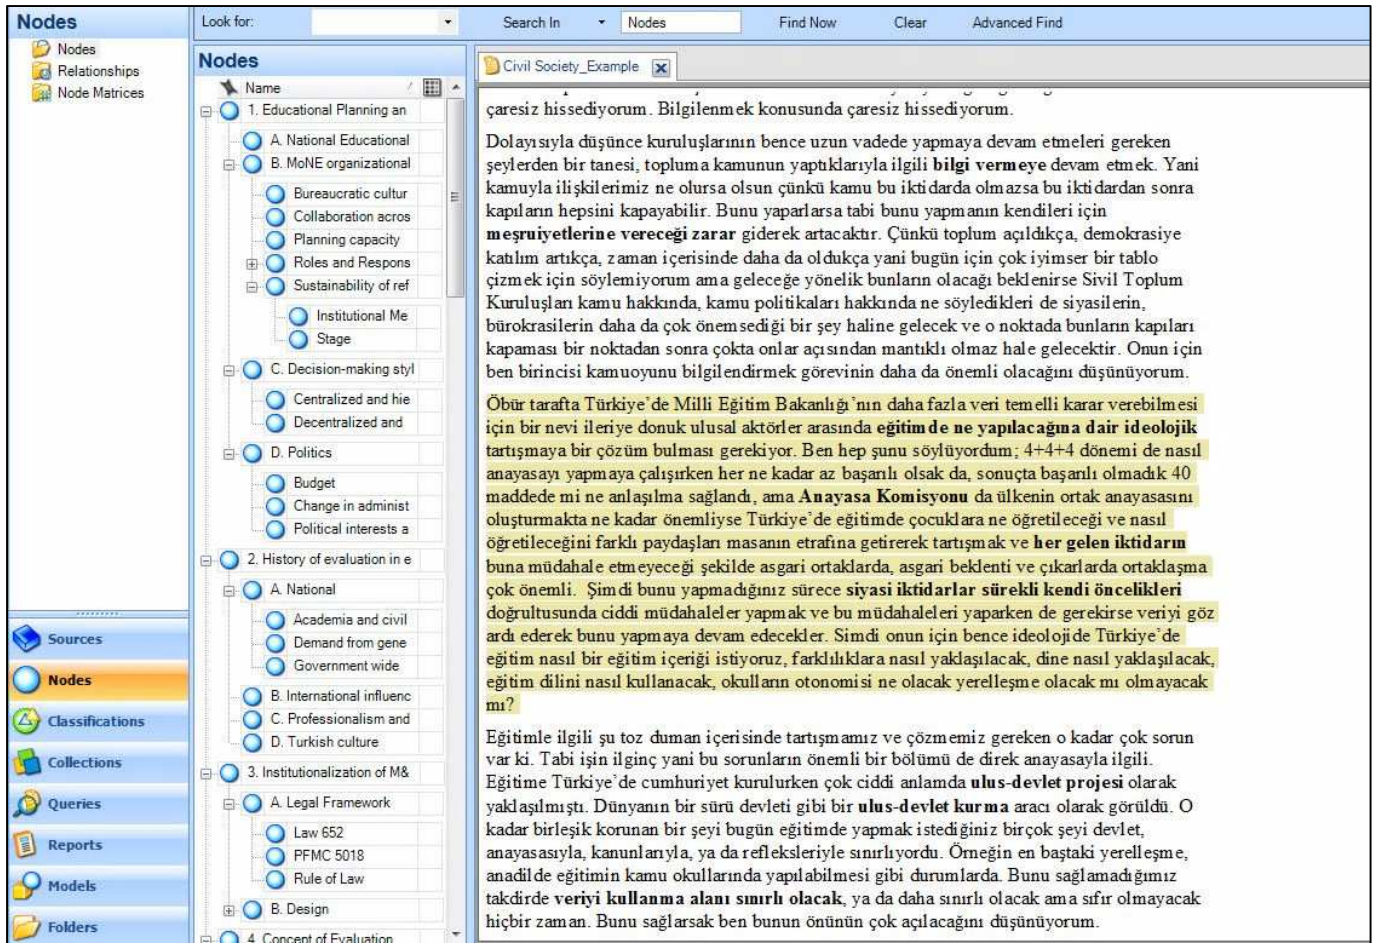 Nodes
Nodes
Relationships
Node Matrices
Sources
Nodes
Classifications
Collections
Queries
Reports
Models
Folders
Look for:
Search In
Nodes
Find Now
Clear
Advanced Find
Nodes
Name
1. Educational Planning an
A. National Educational
B. MoNE organizational
Bureaucratic cultur
Collaboration acros
Planning capacity
Roles and Respons
Sustainability of ref
Institutional Me
Stage
C. Decision-making styl
Centralized and hie
Decentralized and
D. Politics
Budget
Change in administ
Political interests a
2. History of evaluation in e
A. National
Academia and civil
Demand from gene
Government wide
B. International influenc
C. Professionalism and
D. Turkish culture
3. Institutionalization of M&
A. Legal Framework
Law 652
PFMC 5018
Rule of Law
B. Design
4. Concept of Evaluation
Civil Society_Example
çaresiz hissediyorum. Bilgilenmek konusunda çaresiz hissediyorum.
Dolayısıyla düşünce kuruluşlarının bence uzun vadede yapmaya devam etmeleri gereken
şeylerden bir tanesi, topluma kamunun yaptıklarıyla ilgili bilgi vermeye devam etmek. Yani
kamuyla ilişkilerimiz ne olursa olsun çünkü kamu bu iktidarda olmazsa bu iktidardan sonra
kapıların hepsini kapayabilir. Bunu yaparlarsa tabi bunu yapmanın kendileri için
meşruiyetlerine vereceği zarar giderek artacaktır. Çünkü toplum açıldıkça, demokrasiye
katılım artıkça, zaman içerisinde daha da oldukça yani bugün için çok iyimser bir tablo
çizmek için söylemiyorum ama geleceğe yönelik bunların olacağı beklenirse Sivil Toplum
Kuruluşları kamu hakkında, kamu politikaları hakkında ne söyledikleri de siyasilerin,
bürokrasilerin daha da çok önemsediği bir şey haline gelecek ve o noktada bunların kapıları
kapaması bir noktadan sonra çokta onlar açısından mantıklı olmaz hale gelecektir. Onun için
ben birincisi kamuoyunu bilgilendirmek görevinin daha da önemli olacağını düşünüyorum.
Öbür tarafta Türkiye'de Milli Eğitim Bakanlığı'nın daha fazla veri temelli karar verebilmesi
için bir nevi ileriye donuk ulusal aktörler arasında eğitimde ne yapılacağına dair ideolojik
tartışmaya bir çözüm bulması gerekiyor. Ben hep şunu söylüyordum; 4+4+4 dönemi de nasıl
anayasayı yapmaya çalışırken her ne kadar az başarılı olsak da, sonuçta başarılı olmadık 40
maddede mi ne anlaşılma sağlandı, ama Anayasa Komisyonu da ülkenin ortak anayasasını
oluşturmakta ne kadar önemliyse Türkiye'de eğitimde çocuklara ne öğretileceği ve nasıl
öğretileceğini farklı paydaşları masanın etrafına getirerek tartışmak ve her gelen iktidarın
buna müdahale etmeyeceği şekilde asgari ortaklarda, asgari beklenti ve çıkarlarda ortaklaşma
çok önemli. Şimdi bunu yapmadığınız sürece siyasi iktidarlar sürekli kendi öncelikleri
doğrultusunda ciddi müdahaleler yapmak ve bu müdahaleleri yaparken de gerekirse veriyi göz
ardı ederek bunu yapmaya devam edecekler. Simdi onun için bence ideolojide Türkiye'de
eğitim nasıl bir eğitim içeriği istiyoruz, farklılıklara nasıl yaklaşılacak, dine nasıl yaklaşılacak,
eğitim dilini nasıl kullanacak, okulların otonomisi ne olacak yerelleşme olacak mı olmayacak
mı?
Eğitimle ilgili şu toz duman içerisinde tartışmamız ve çözmemiz gereken o kadar çok sorun
var ki. Tabi işin ilginç yani bu sorunların önemli bir bölümü de direk anayasayla ilgili.
Eğitime Türkiye'de cumhuriyet kurulurken çok ciddi anlamda ulus-devlet projesi olarak
yaklaşılmıştı. Dünyanın bir sürü devleti gibi bir ulus-devlet kurma aracı olarak görüldü. O
kadar birleşik korunan bir şeyi bugün eğitimde yapmak istediğiniz birçok şeyi devlet,
anayasasıyla, kanunlarıyla, ya da refleksleriyle sınırlıyordu. Örneğin en baştaki yerelleşme,
anadilde eğitimin kamu okullarında yapılabilmesi gibi durumlarda. Bunu sağlamadığımız
takdirde veriyi kullanma alanı sınırlı olacak, ya da daha sınırlı olacak ama sıfır olmayacak
hiçbir zaman. Bunu sağlarsak ben bunun önünün çok açılacağını düşünüyorum.